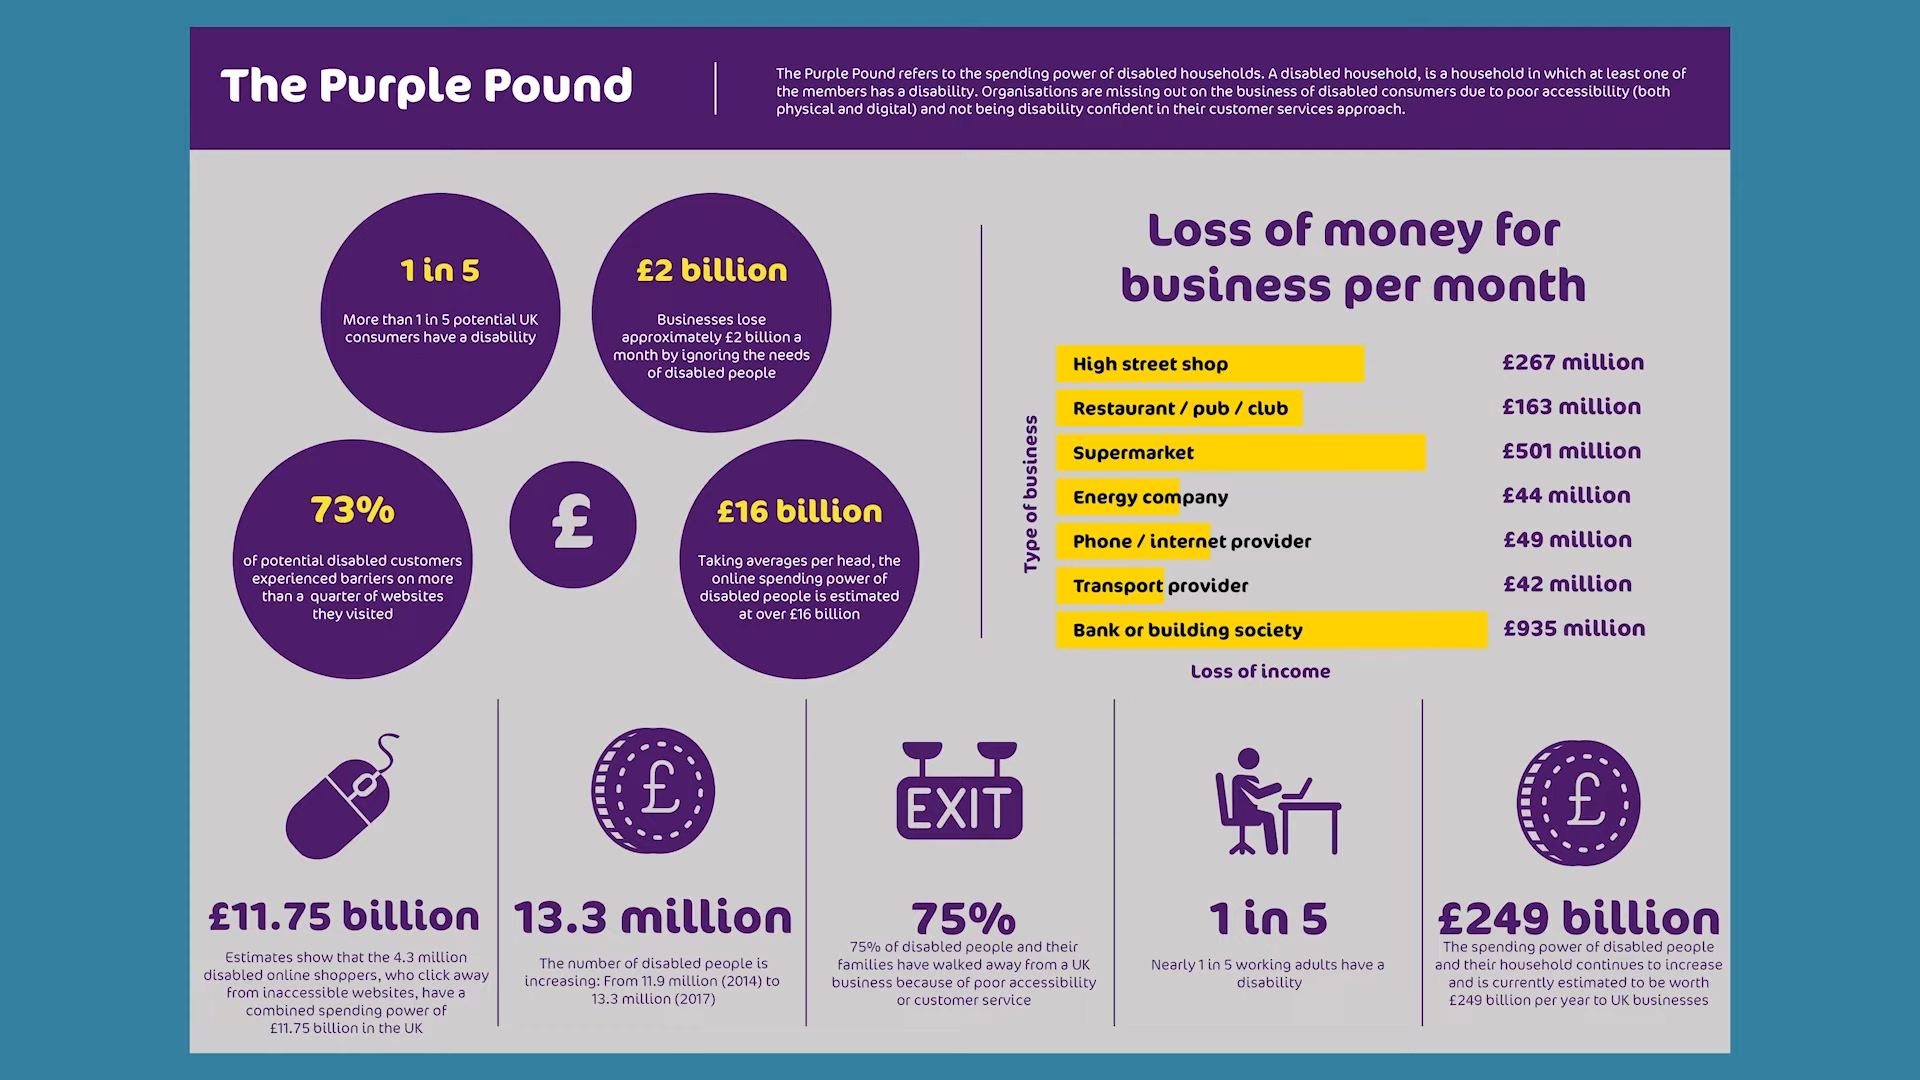 The Purple Pound
The Purple Pound refers to the spending power of disabled households. A disabled household, is a household in which at least one of
the members has a disability. Organisations are missing out on the business of disabled consumers due to poor accessibility (both
physical and digital) and not being disability confident in their customer services approach.
1 in 5
More than 1 in 5 potential UK
consumers have a disability
£2 billion
Businesses lose
approximately £2 billion a
month by ignoring the needs
of disabled people
73%
of potential disabled customers
experienced barriers on more
than a quarter of websites
they visited
£
£16 billion
Taking averages per head, the
online spending power of
disabled people is estimated
at over £16 billion
Loss of money for
business per month
Type of business
High street shop £267 million
Restaurant / pub / club £163 million
Supermarket £501 million
Energy company £44 million
Phone / internet provider £49 million
Transport provider £42 million
Bank or building society £935 million
Loss of income
£11.75 billion
Estimates show that the 4.3 million
disabled online shoppers, who click away
from inaccessible websites, have a
combined spending power of
£11.75 billion in the UK
£
13.3 million
The number of disabled people is
increasing: From 11.9 million (2014) to
13.3 million (2017)
EXIT
75%
75% of disabled people and their
families have walked away from a UK
business because of poor accessibility
or customer service
1 in 5
Nearly 1 in 5 working adults have a
disability
£
£249 billion
The spending power of disabled people
and their household continues to increase
and is currently estimated to be worth
£249 billion per year to UK businesses